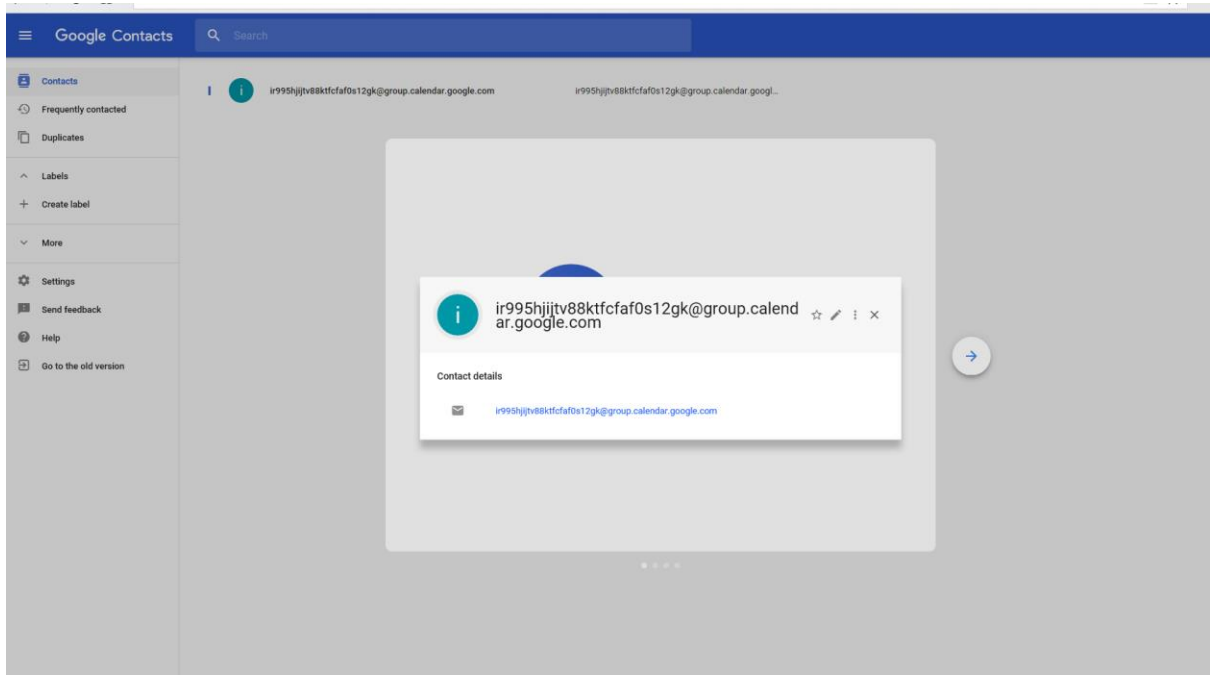 Google Contacts
Search
Contacts
Frequently contacted
Duplicates
Labels
Create label
More
Settings
Send feedback
Help
Go to the old version
I
i
ir995hjijtv88ktfcfaf0s12gk@group.calendar.google.com
ir995hjijtv88ktfcfaf0s12gk@group.calendar.googl...
i
ir995hjijtv88ktfcfaf0s12gk@group.calend
ar.google.com
Contact details
ir995hjijtv88ktfcfaf0s12gk@group.calendar.google.com